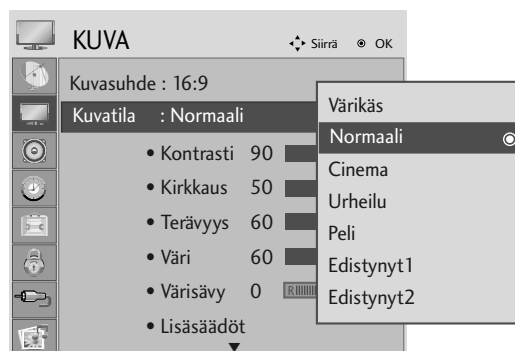 KUVA
Siirrä OK
Kuvasuhde : 16:9
Kuvatila : Normaali
• Kontrasti 90
• Kirkkaus 50
• Terävyys 60
• Väri 60
• Värisävy 0 R
• Lisäsäädöt
Värikäs
Normaali
Cinema
Urheilu
Peli
Edistynyt1
Edistynyt2